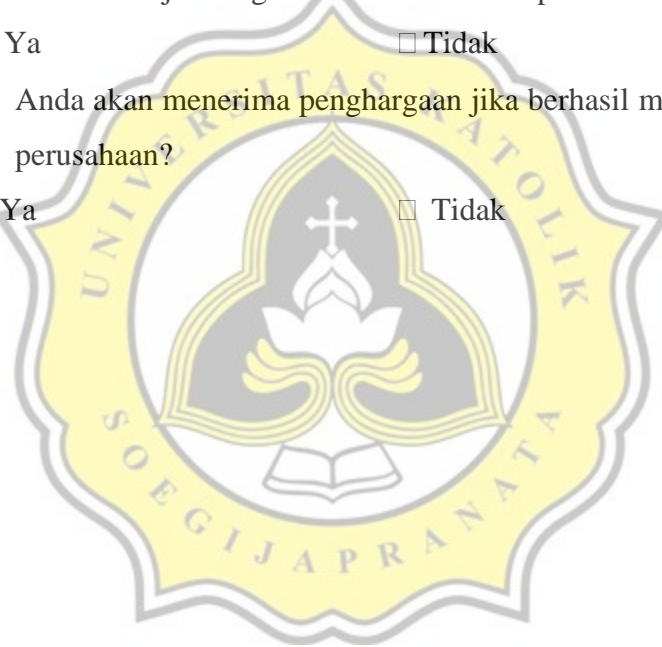 Ya □ Tidak
Anda akan menerima penghargaan jika berhasil m
perusahaan?
Ya □ Tidak
UNIVERSITAS KATOLIK
SOEGIJAPRANATA